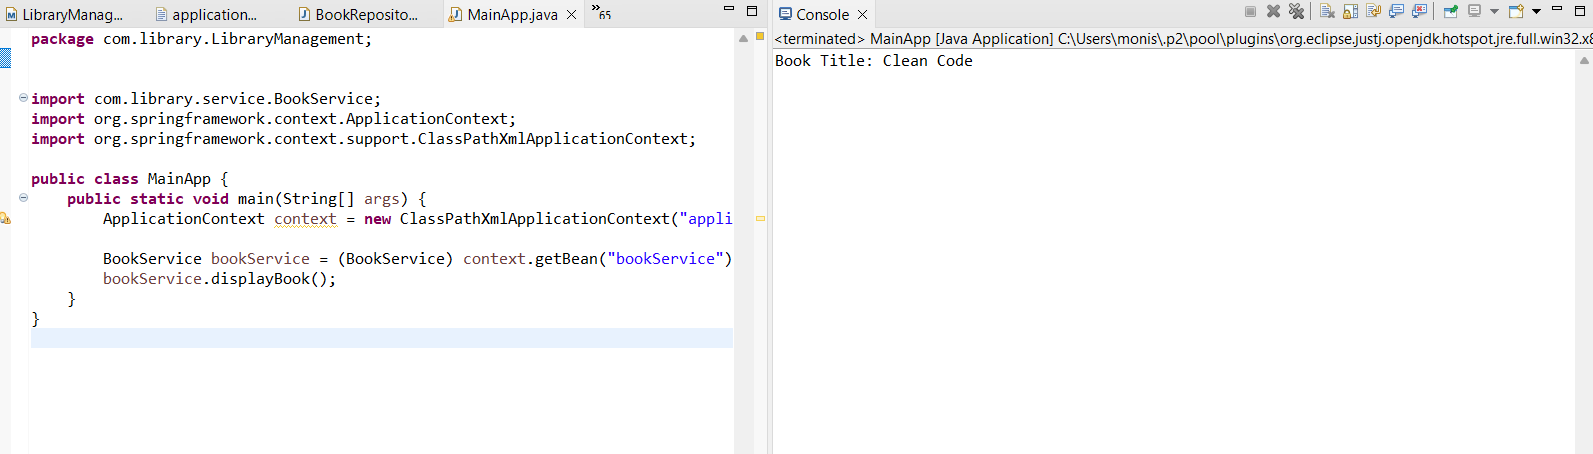 LibraryManag...
application...
BookReposito...
MainApp.java
»65
package com.library.LibraryManagement;
import com.library.service.BookService;
import org.springframework.context.ApplicationContext;
import org.springframework.context.support.ClassPathXmlApplicationContext;
public class MainApp {
public static void main(String[] args) {
ApplicationContext context = new ClassPathXmlApplicationContext("appli
BookService bookService = (BookService) context.getBean("bookService")
bookService.displayBook();
}
}
Console
<terminated> MainApp [Java Application] C:\Users\monis\.p2\pool\plugins\org.eclipse.justj.openjdk.hotspot.jre.full.win32.x8
Book Title: Clean Code